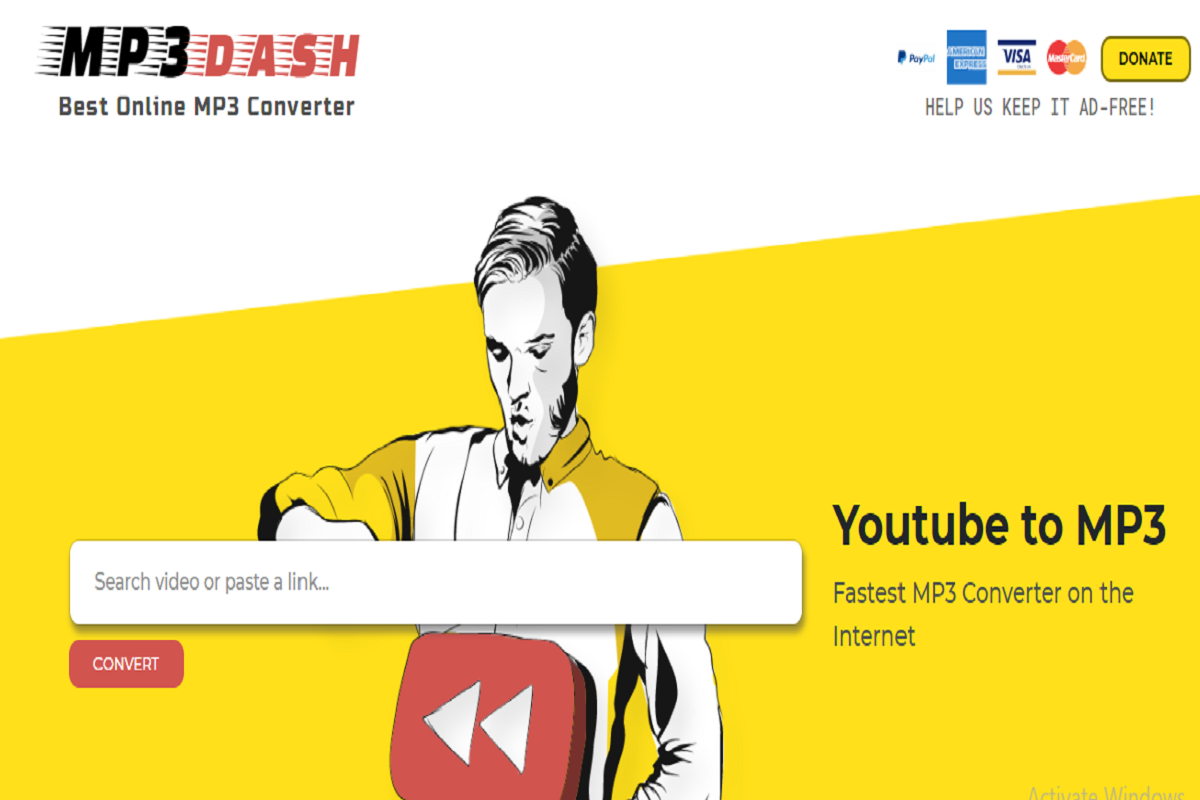 MP3DASH
Best Online MP3 Converter
PayPal
AMERICAN EXPRESS
VISA
MasterCard
DONATE
HELP US KEEP IT AD-FREE!
Search video or paste a link...
CONVERT
Youtube to MP3
Fastest MP3 Converter on the
Internet
Activate Windows